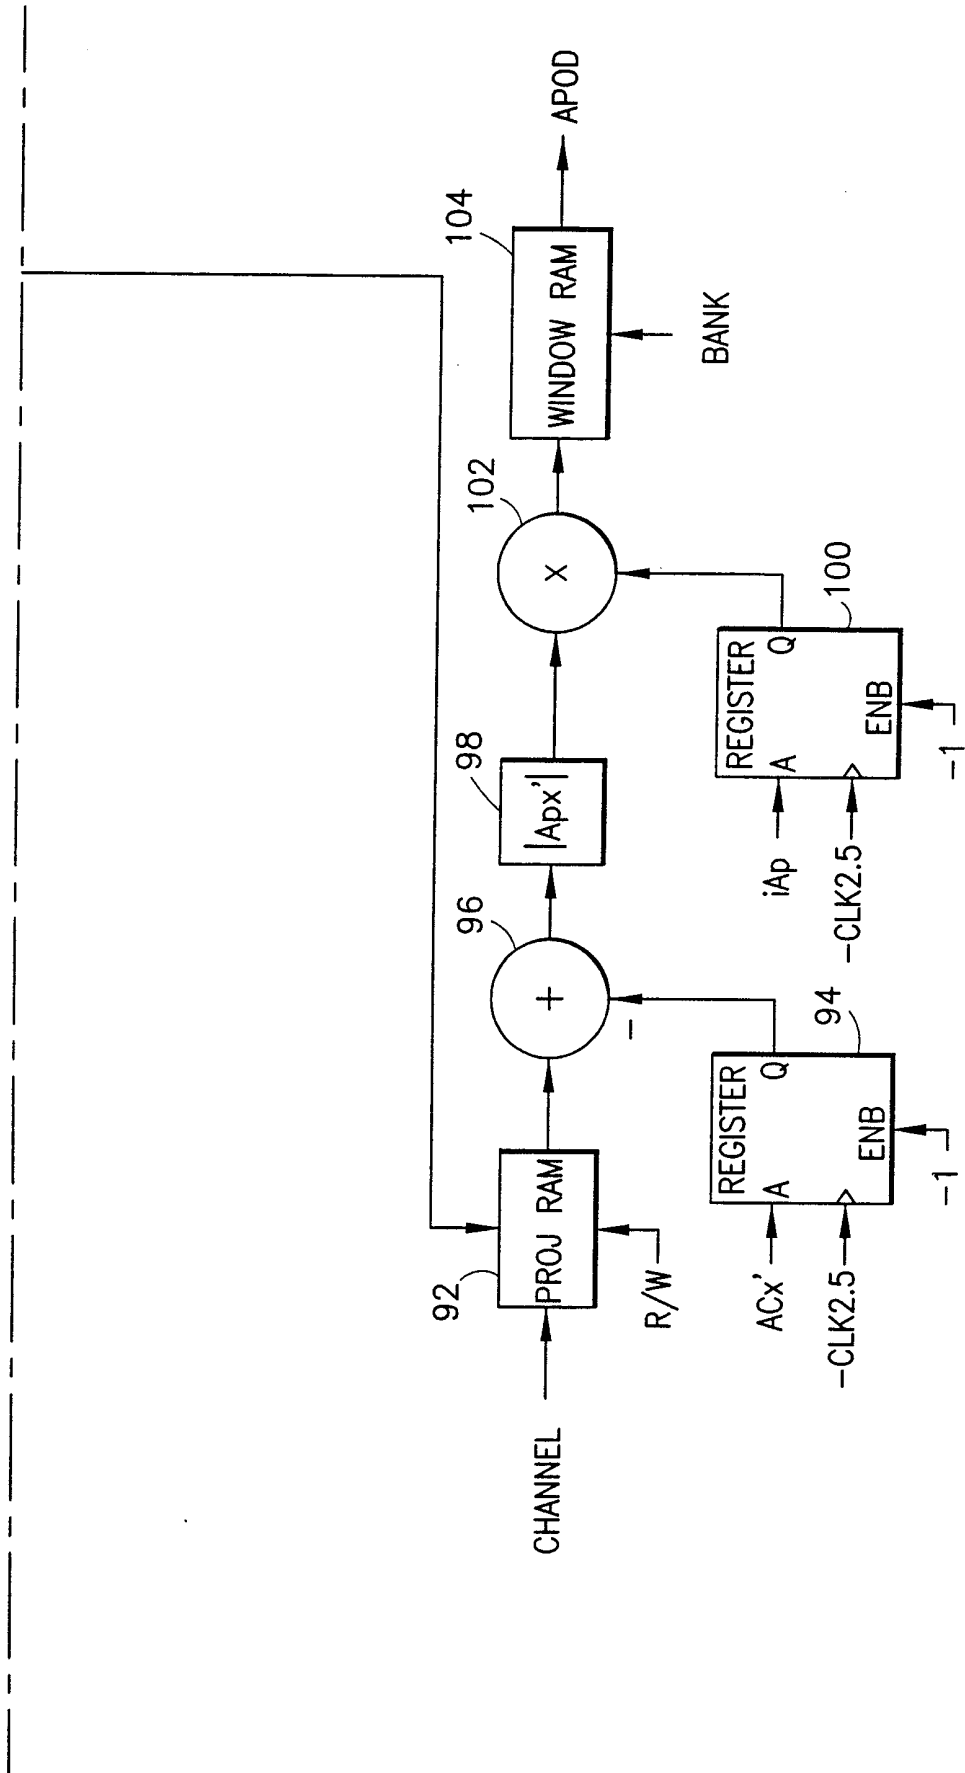 CHANNEL
92
PROJ RAM
R/W
96
+
-
98
|Apx'|
102
X
104
WINDOW RAM
APOD
BANK
94
REGISTER
A
Q
ENB
ACx'
-CLK2.5
-1
100
REGISTER
A
Q
ENB
iAp
-CLK2.5
-1